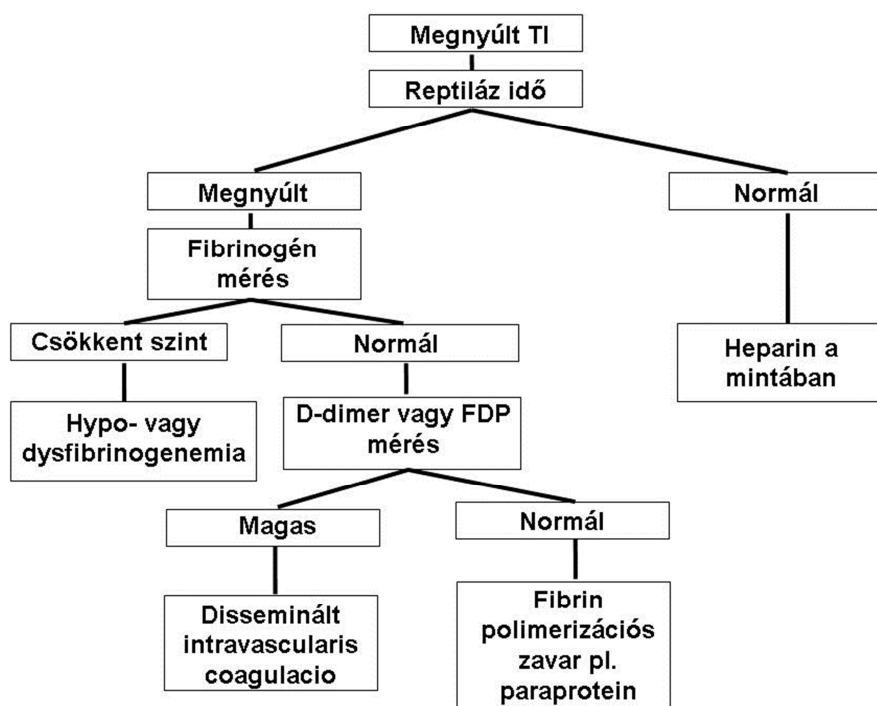 Megnyúlt TI
Reptiláz idő
Megnyúlt
Normál
Fibrinogén
mérés
Csökkent szint
Normál
Heparin a
mintában
Hypo- vagy
dysfibrinogenemia
D-dimer vagy FDP
mérés
Magas
Normál
Disseminált
intravascularis
coagulacio
Fibrin
polimerizációs
zavar pl.
paraprotein